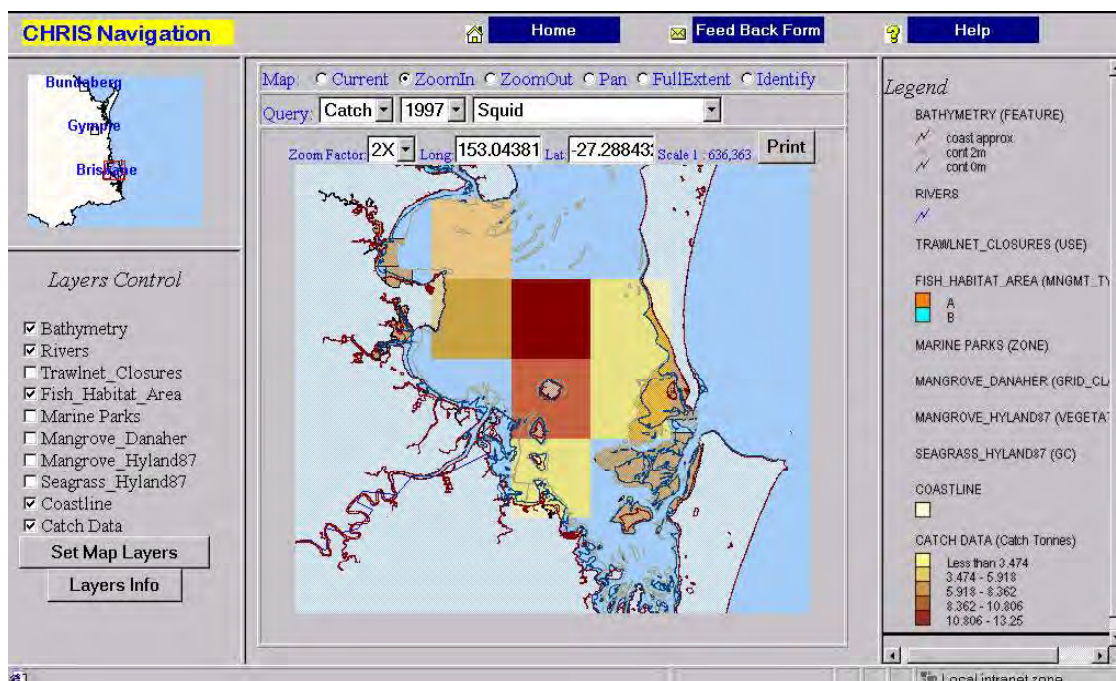 CHRIS Navigation
Home
Feed Back Form
Help
Bundaberg
Gympie
Brisbane
Map: Current ZoomIn ZoomOut Pan FullExtent Identify
Query: Catch 1997 Squid
Zoom Factor: 2X Long: 153.04381 Lat: -27.28843 Scale 1 : 636,363 Print
Layers Control
Bathymetry
Rivers
Trawlnet_Closures
Fish_Habitat_Area
Marine Parks
Mangrove_Danaher
Mangrove_Hyland87
Seagrass_Hyland87
Coastline
Catch Data
Set Map Layers
Layers Info
Legend
BATHYMETRY (FEATURE)
coast approx
cont 2m
cont 0m
RIVERS
TRAWLNET_CLOSURES (USE)
FISH_HABITAT_AREA (MNGMT_TY
A
B
MARINE PARKS (ZONE)
MANGROVE_DANAHER (GRID_CL
MANGROVE_HYLAND87 (VEGETA
SEAGRASS_HYLAND87 (GC)
COASTLINE
CATCH DATA (Catch Tonnes)
Less than 3.474
3.474 - 5.918
5.918 - 8.362
8.362 - 10.806
10.806 - 13.25
Local intranet zone